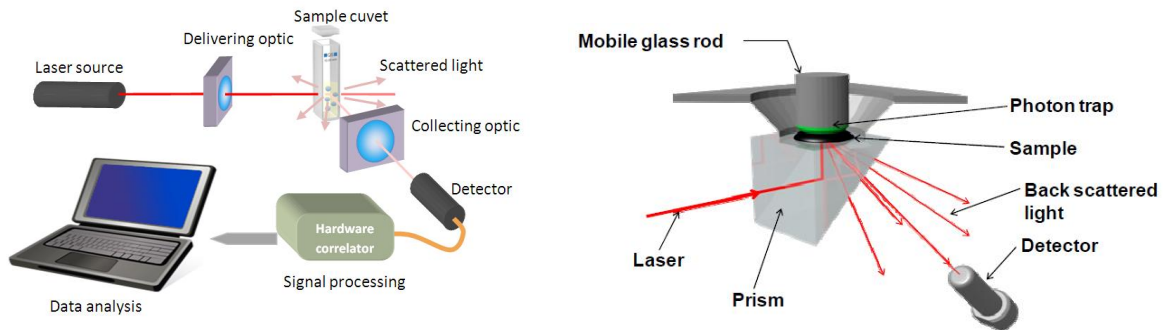 Sample cuvet
Delivering optic
Laser source
Scattered light
Collecting optic
Detector
Hardware
correlator
Signal processing
Data analysis
Mobile glass rod
Photon trap
Sample
Back scattered
light
Detector
Laser
Prism